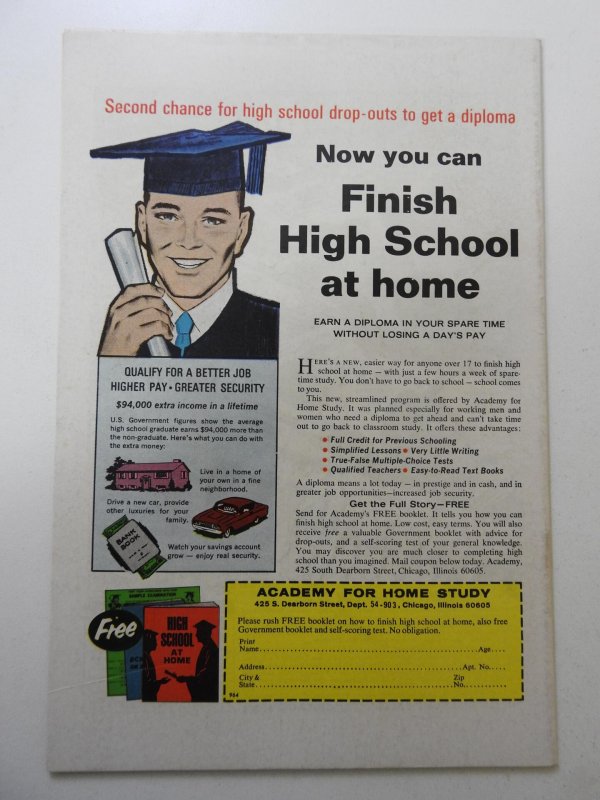 Second chance for high school drop-outs to get a diploma
Now you can
Finish
High School
at home
EARN A DIPLOMA IN YOUR SPARE TIME
WITHOUT LOSING A DAY'S PAY
QUALIFY FOR A BETTER JOB
HIGHER PAY • GREATER SECURITY
$94,000 extra income in a lifetime
U.S. Government figures show the average
high school graduate earns $94,000 more than
the non-graduate. Here's what you can do with
the extra money:
Live in a home of
your own in a fine
neighborhood.
Drive a new car, provide
other luxuries for your
family.
BANK
BOOK
Watch your savings account
grow — enjoy real security.
HERE'S A NEW, easier way for anyone over 17 to finish high
school at home — with just a few hours a week of spare-
time study. You don't have to go back to school — school comes
to you.
This new, streamlined program is offered by Academy for
Home Study. It was planned especially for working men and
women who need a diploma to get ahead and can't take time
out to go back to classroom study. It offers these advantages:
• Full Credit for Previous Schooling
• Simplified Lessons • Very Little Writing
• True-False Multiple-Choice Tests
• Qualified Teachers • Easy-to-Read Text Books
A diploma means a lot today — in prestige and in cash, and in
greater job opportunities—increased job security.
Get the Full Story—FREE
Send for Academy's FREE booklet. It tells you how you can
finish high school at home. Low cost, easy terms. You will also
receive free a valuable Government booklet with advice for
drop-outs, and a self-scoring test of your general knowledge.
You may discover you are much closer to completing high
school than you imagined. Mail coupon below today. Academy,
425 South Dearborn Street, Chicago, Illinois 60605.
Free
SAMPLE EXAMINATION
HIGH
SCHOOL
AT
HOME
ACADEMY FOR HOME STUDY
425 S. Dearborn Street, Dept. 54-903, Chicago, Illinois 60605
Please rush FREE booklet on how to finish high school at home, also free
Government booklet and self-scoring test. No obligation.
Print
Name Age
Address Apt. No.
City & Zip
State No.
964